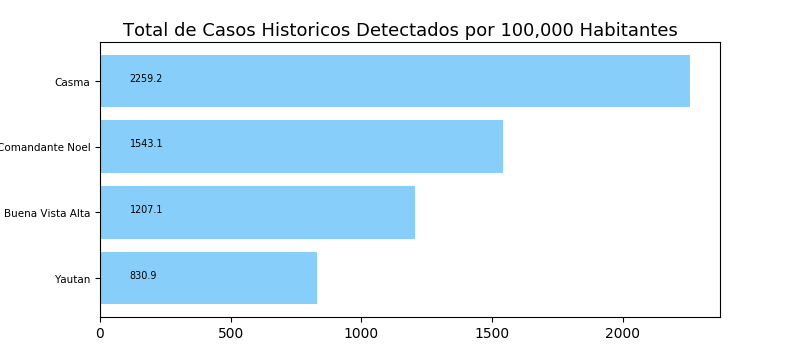 Total de Casos Historicos Detectados por 100,000 Habitantes
Casma
2259.2
Comandante Noel
1543.1
Buena Vista Alta
1207.1
Yautan
830.9
0 500 1000 1500 2000